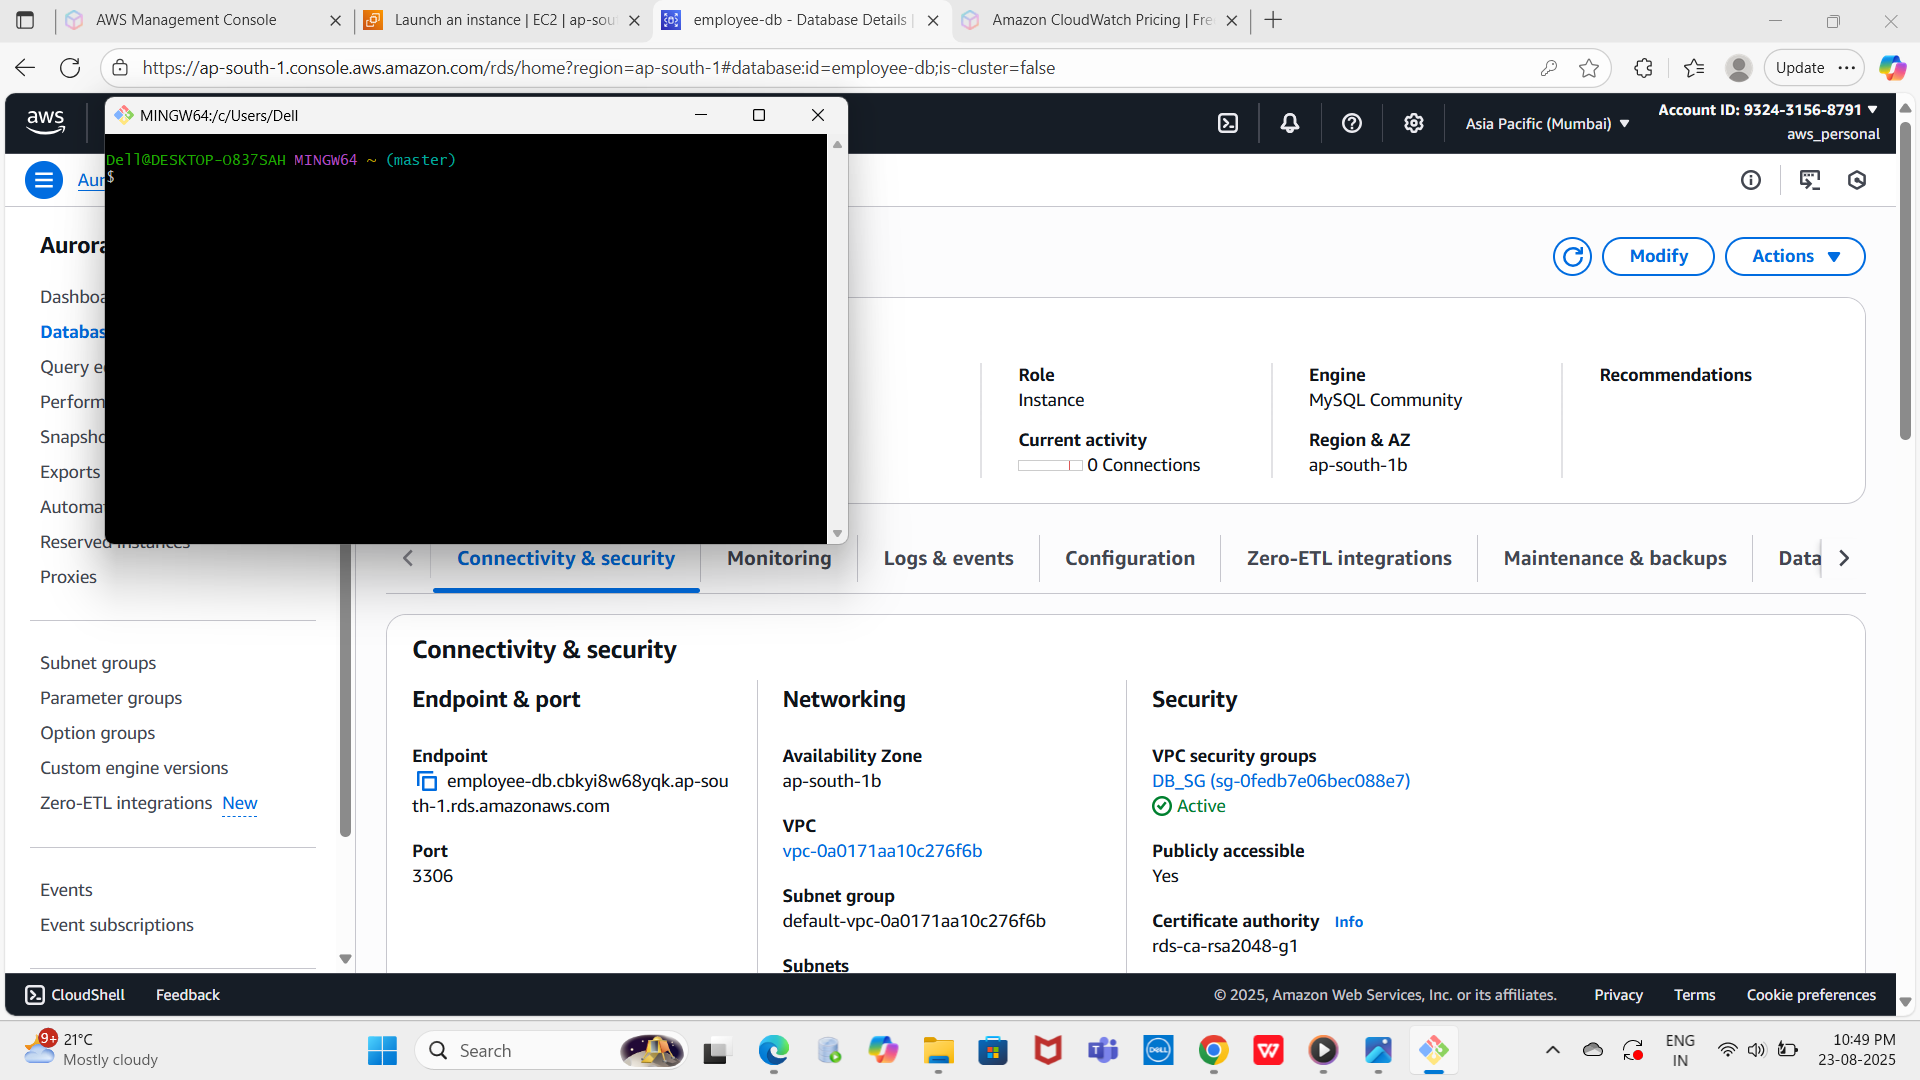 AWS Management Console
Launch an instance | EC2 | ap-sou
employee-db - Database Details |
Amazon CloudWatch Pricing | Fre
https://ap-south-1.console.aws.amazon.com/rds/home?region=ap-south-1#database:id=employee-db;is-cluster=false
Update
aws
MINGW64:/c/Users/Dell
Asia Pacific (Mumbai)
Account ID: 9324-3156-8791
aws_personal
Dell@DESKTOP-O837SAH MINGW64 ~ (master)
$
Aur
Aurora
Modify
Actions
Dashboa
Databas
Query e
Perform
Snapsho
Exports
Automa
Reserved instances
Proxies
Subnet groups
Parameter groups
Option groups
Custom engine versions
Zero-ETL integrations New
Events
Event subscriptions
Role
Instance
Current activity
0 Connections
Engine
MySQL Community
Region & AZ
ap-south-1b
Recommendations
Connectivity & security
Monitoring
Logs & events
Configuration
Zero-ETL integrations
Maintenance & backups
Data
Connectivity & security
Endpoint & port
Endpoint
employee-db.cbkyi8w68yqk.ap-sou
th-1.rds.amazonaws.com
Port
3306
Networking
Availability Zone
ap-south-1b
VPC
vpc-0a0171aa10c276f6b
Subnet group
default-vpc-0a0171aa10c276f6b
Subnets
Security
VPC security groups
DB_SG (sg-0fedb7e06bec088e7)
Active
Publicly accessible
Yes
Certificate authority Info
rds-ca-rsa2048-g1
CloudShell
Feedback
© 2025, Amazon Web Services, Inc. or its affiliates.
Privacy
Terms
Cookie preferences
9+
21°C
Mostly cloudy
Search
DELL
W
ENG
IN
10:49 PM
23-08-2025